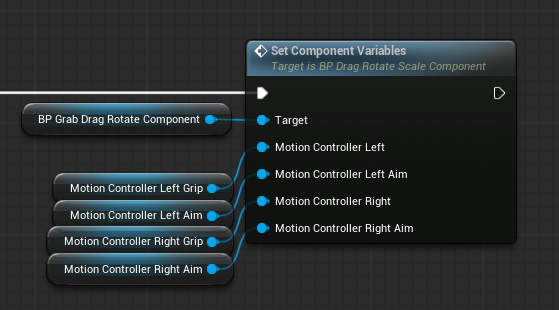 Set Component Variables
Target is BP Drag Rotate Scale Component
BP Grab Drag Rotate Component
Target
Motion Controller Left
Motion Controller Left Aim
Motion Controller Right
Motion Controller Right Aim
Motion Controller Left Grip
Motion Controller Left Aim
Motion Controller Right Grip
Motion Controller Right Aim